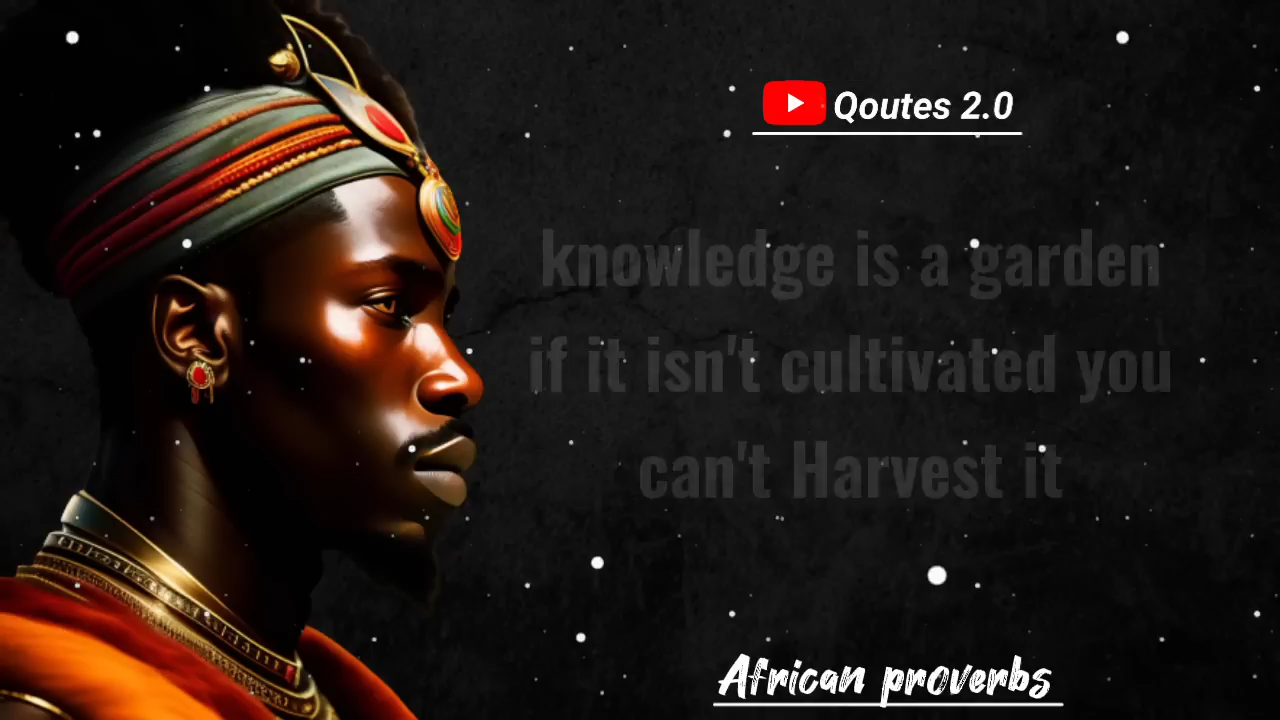 Qoutes 2.0
knowledge is a garden
if it isn't cultivated you
can't Harvest it
African proverbs